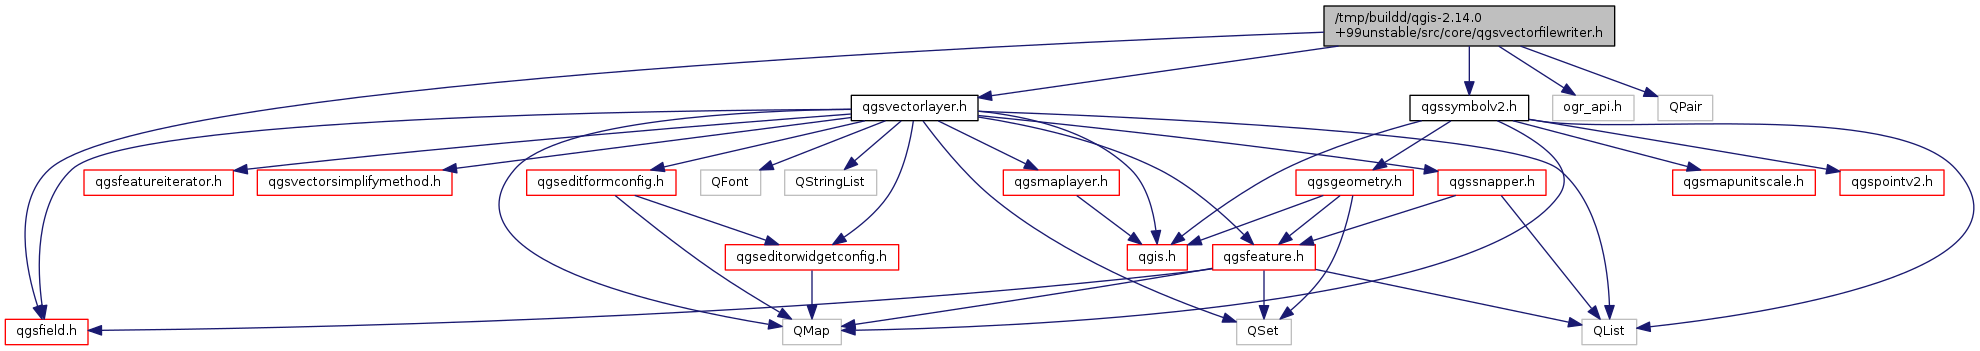 /tmp/buildd/qgis-2.14.0
+99unstable/src/core/qgsvectorfilewriter.h
qgsvectorlayer.h
qgssymbolv2.h
ogr_api.h
QPair
qgsfeatureiterator.h
qgsvectorsimplifymethod.h
qgseditformconfig.h
QFont
QStringList
qgsmaplayer.h
qgsgeometry.h
qgssnapper.h
qgsmapunitscale.h
qgspointv2.h
qgseditorwidgetconfig.h
qgis.h
qgsfeature.h
qgsfield.h
QMap
QSet
QList